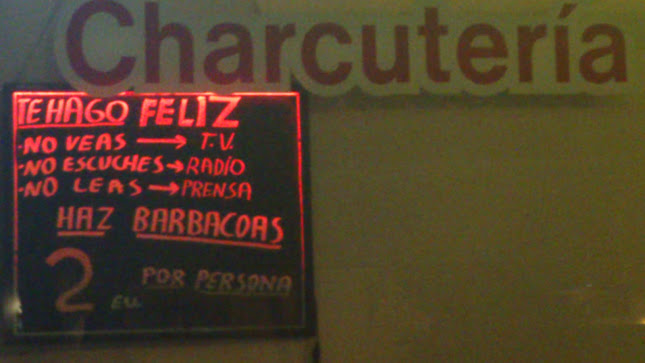 Charcutería
TE HAGO FELIZ
-NO VEAS → T.V.
-NO ESCUCHES → RADIO
-NO LEAS → PRENSA
HAZ BARBACOAS
2 EU. POR PERSONA